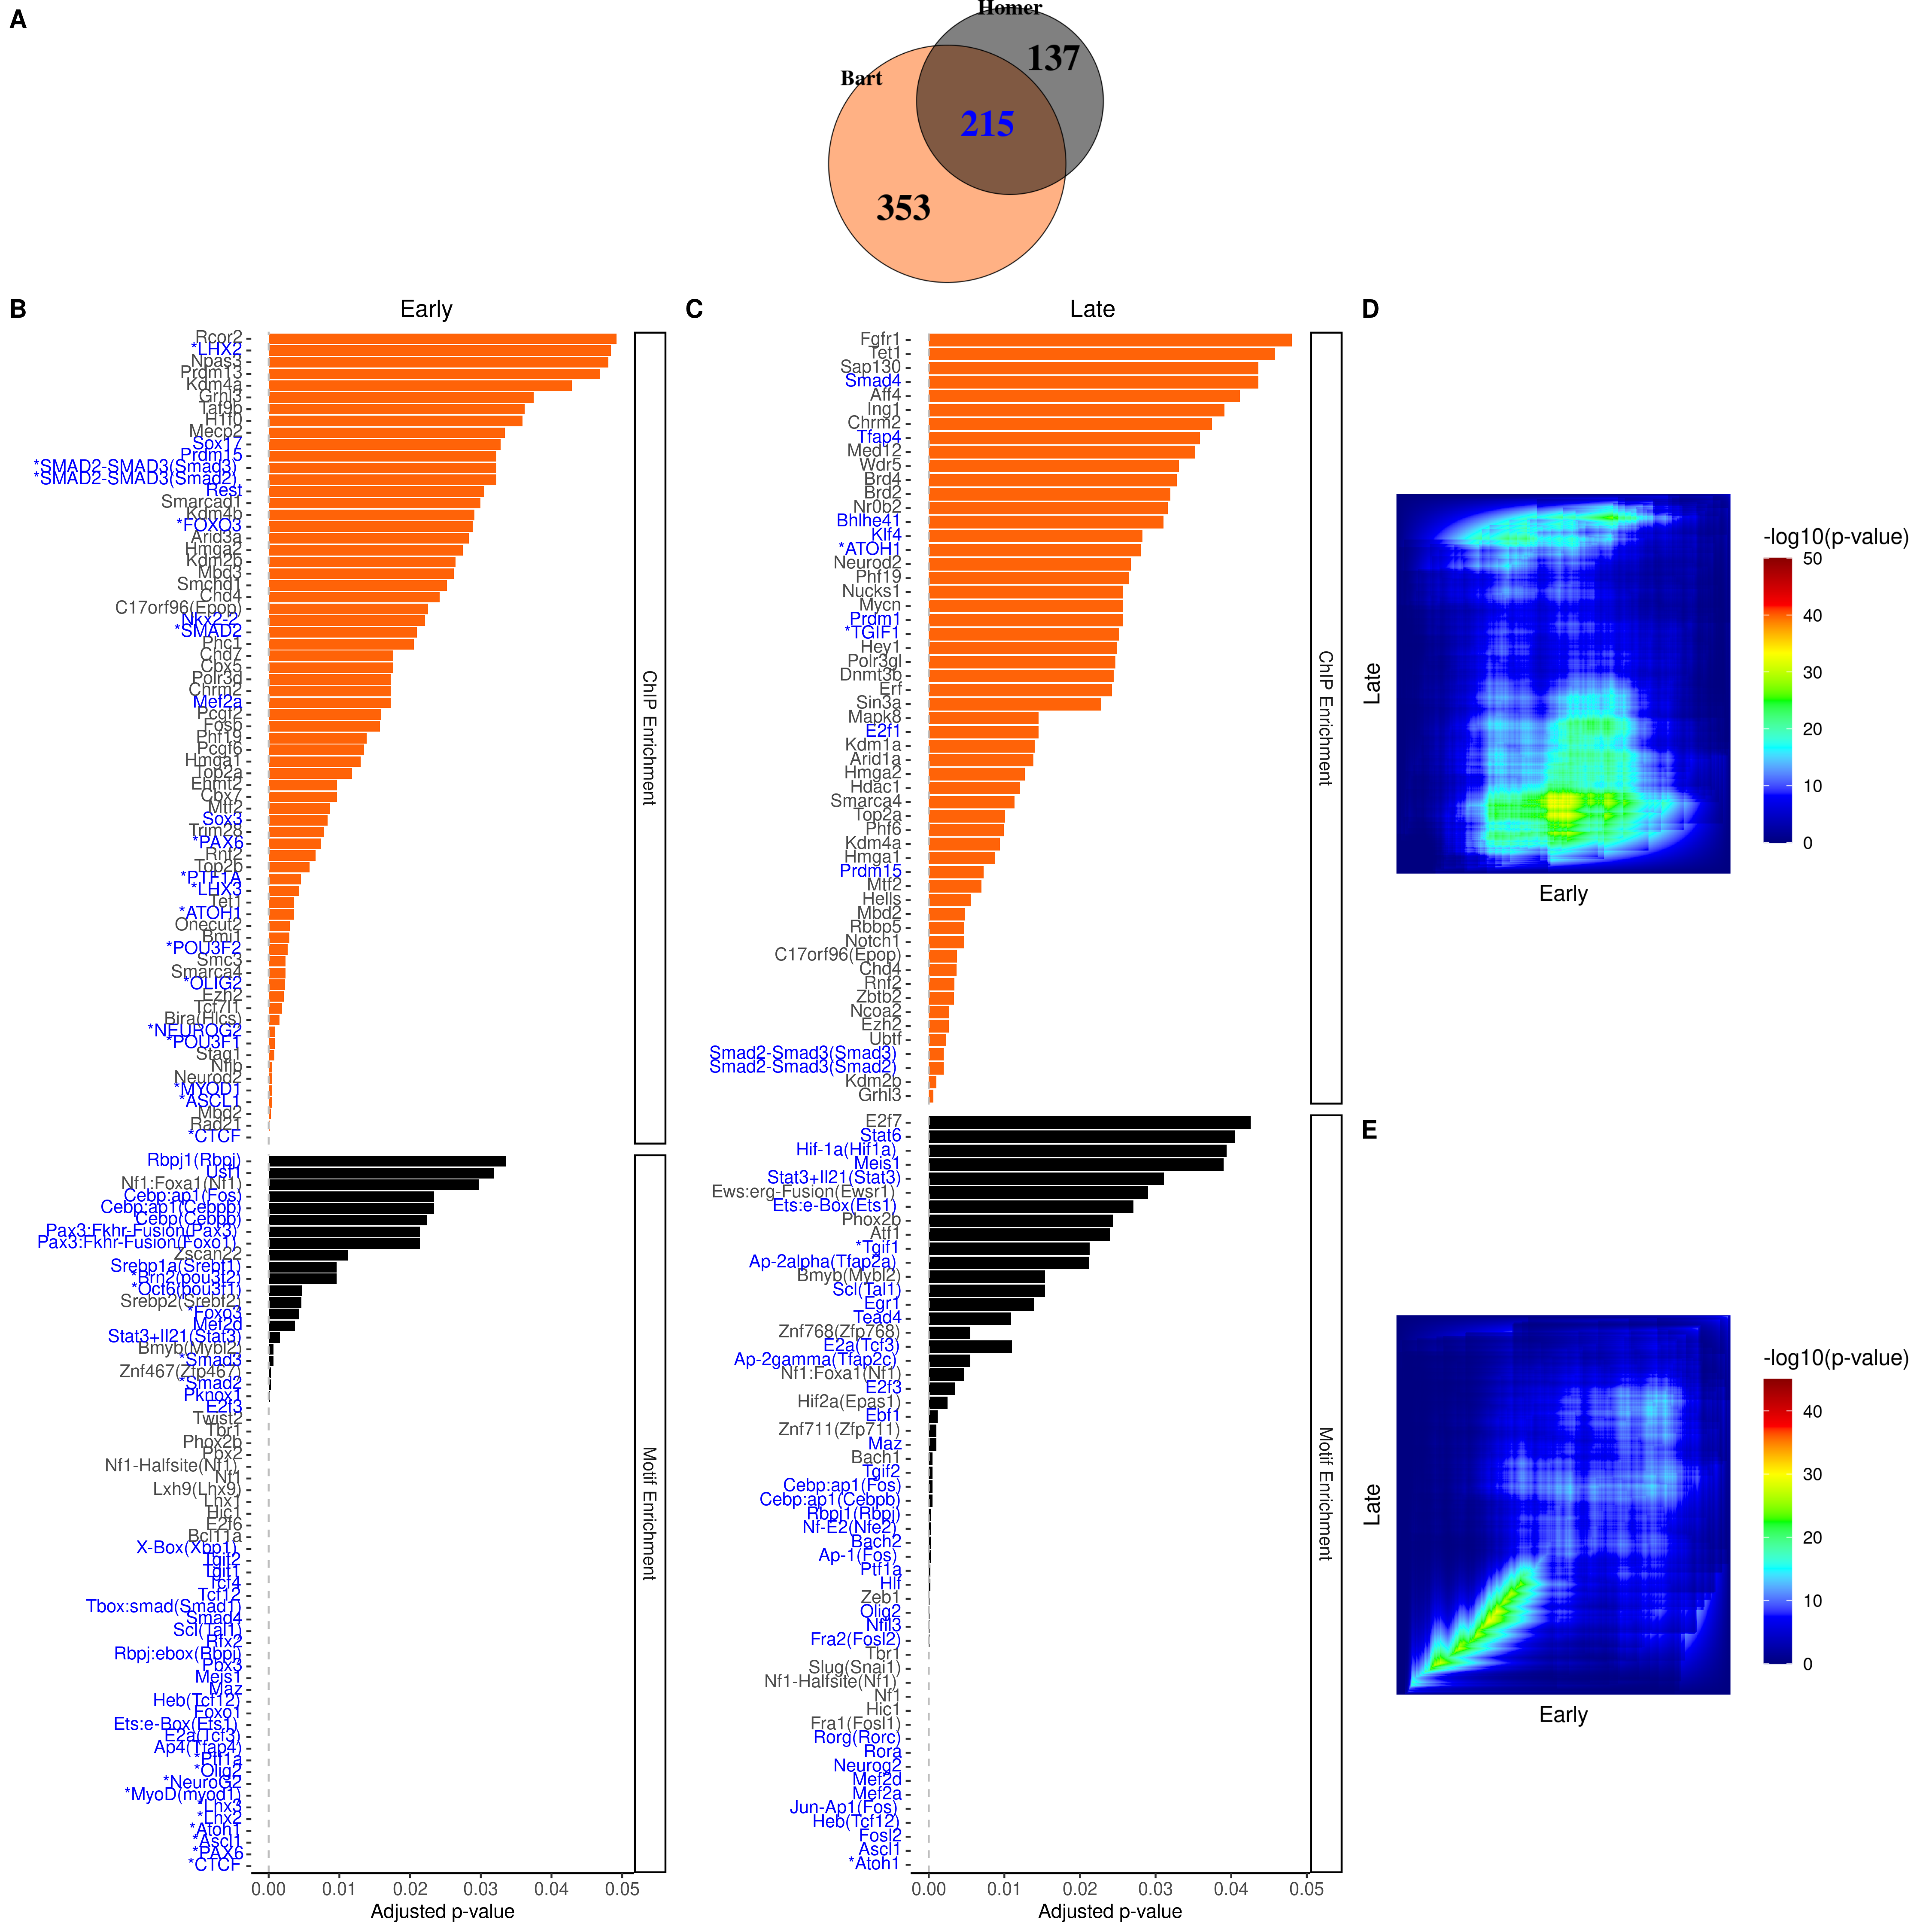 A
Homer
137
Bart
215
353
B
Early
Rcor2
*LHX2
Npas3
Prdm13
Kdm4a
Grhl3
Taf9b
H1f0
Mecp2
Sox17
Prdm15
*SMAD2-SMAD3(Smad3)
*SMAD2-SMAD3(Smad2)
Rest
Smarcad1
Kdm4b
*FOXO3
Arid3a
Hmga2
Kdm2b
Mbd3
Smchd1
Chd4
C17orf96(Epop)
Nkx2-2
*SMAD2
Phc1
Chd7
Cbx5
Polr3d
Chrm2
Mef2a
Pcgf2
Fosb
Phf19
Pcgf6
Hmga1
Top2a
Ehmt2
Cbx7
Mtf2
Sox3
Trim28
*PAX6
Rnf2
Top2b
*PTF1A
*LHX3
Tet1
*ATOH1
Onecut2
Bmi1
*POU3F2
Smc3
Smarca4
*OLIG2
Ezh2
Tcf7l1
Bira(Hlcs)
*NEUROG2
*POU3F1
Stag1
Nfib
Neurod2
*MYOD1
*ASCL1
Mbd2
Rad21
*CTCF
ChIP Enrichment
Rbpj1(Rbpj)
Usf1
Nf1:Foxa1(Nf1)
Cebp:ap1(Fos)
Cebp:ap1(Cebpb)
Cebp(Cebpb)
Pax3:Fkhr-Fusion(Pax3)
Pax3:Fkhr-Fusion(Foxo1)
Zscan22
Srebp1a(Srebf1)
*Brn2(pou3f2)
*Oct6(pou3f1)
Srebp2(Srebf2)
*Foxo3
Mef2d
Stat3+Il21(Stat3)
Bmyb(Mybl2)
*Smad3
Znf467(Zfp467)
*Smad2
Pknox1
E2f3
Twist2
Tbr1
Phox2b
Pbx2
Nf1-Halfsite(Nf1)
Nf1
Lxh9(Lhx9)
Lhx1
Hic1
E2f6
Bcl11a
X-Box(Xbp1)
Tgif2
Tgif1
Tcf4
Tcf12
Tbox:smad(Smad1)
Smad4
Scl(Tal1)
Rfx2
Rbpj:ebox(Rbpj)
Pbx3
Meis1
Maz
Heb(Tcf12)
Foxo1
Ets:e-Box(Ets1)
E2a(Tcf3)
Ap4(Tfap4)
*Ptf1a
*Olig2
*NeuroG2
*MyoD(myod1)
*Lhx3
*Lhx2
*Atoh1
*Ascl1
*PAX6
*CTCF
Motif Enrichment
0.00 0.01 0.02 0.03 0.04 0.05
Adjusted p-value
C
Late
Fgfr1
Tet1
Sap130
Smad4
Aff4
Ing1
Chrm2
Tfap4
Med12
Wdr5
Brd4
Brd2
Nr0b2
Bhlhe41
Klf4
*ATOH1
Neurod2
Phf19
Nucks1
Mycn
Prdm1
*TGIF1
Hey1
Polr3gl
Dnmt3b
Erf
Sin3a
Mapk8
E2f1
Kdm1a
Arid1a
Hmga2
Hdac1
Smarca4
Top2a
Phf6
Kdm4a
Hmga1
Prdm15
Mtf2
Hells
Mbd2
Rbbp5
Notch1
C17orf96(Epop)
Chd4
Rnf2
Zbtb2
Ncoa2
Ezh2
Ubtf
Smad2-Smad3(Smad3)
Smad2-Smad3(Smad2)
Kdm2b
Grhl3
ChIP Enrichment
E2f7
Stat6
Hif-1a(Hif1a)
Meis1
Stat3+Il21(Stat3)
Ews:erg-Fusion(Ewsr1)
Ets:e-Box(Ets1)
Phox2b
Atf1
*Tgif1
Ap-2alpha(Tfap2a)
Bmyb(Mybl2)
Scl(Tal1)
Egr1
Tead4
Znf768(Zfp768)
E2a(Tcf3)
Ap-2gamma(Tfap2c)
Nf1:Foxa1(Nf1)
E2f3
Hif2a(Epas1)
Ebf1
Znf711(Zfp711)
Maz
Bach1
Tgif2
Cebp:ap1(Fos)
Cebp:ap1(Cebpb)
Rbpj1(Rbpj)
Nf-E2(Nfe2)
Bach2
Ap-1(Fos)
Ptf1a
Hlf
Zeb1
Olig2
Nfil3
Fra2(Fosl2)
Tbr1
Slug(Snai1)
Nf1-Halfsite(Nf1)
Nf1
Hic1
Fra1(Fosl1)
Rorg(Rorc)
Rora
Neurog2
Mef2d
Mef2a
Jun-Ap1(Fos)
Heb(Tcf12)
Fosl2
Ascl1
*Atoh1
Motif Enrichment
0.00 0.01 0.02 0.03 0.04 0.05
Adjusted p-value
D
Late
Early
-log10(p-value)
50
40
30
20
10
0
E
Late
Early
-log10(p-value)
40
30
20
10
0